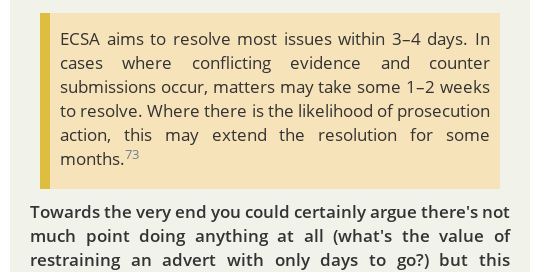 ECSA aims to resolve most issues within 3–4 days. In
cases where conflicting evidence and counter
submissions occur, matters may take some 1–2 weeks
to resolve. Where there is the likelihood of prosecution
action, this may extend the resolution for some
months.73
Towards the very end you could certainly argue there's not
much point doing anything at all (what's the value of
restraining an advert with only days to go?) but this